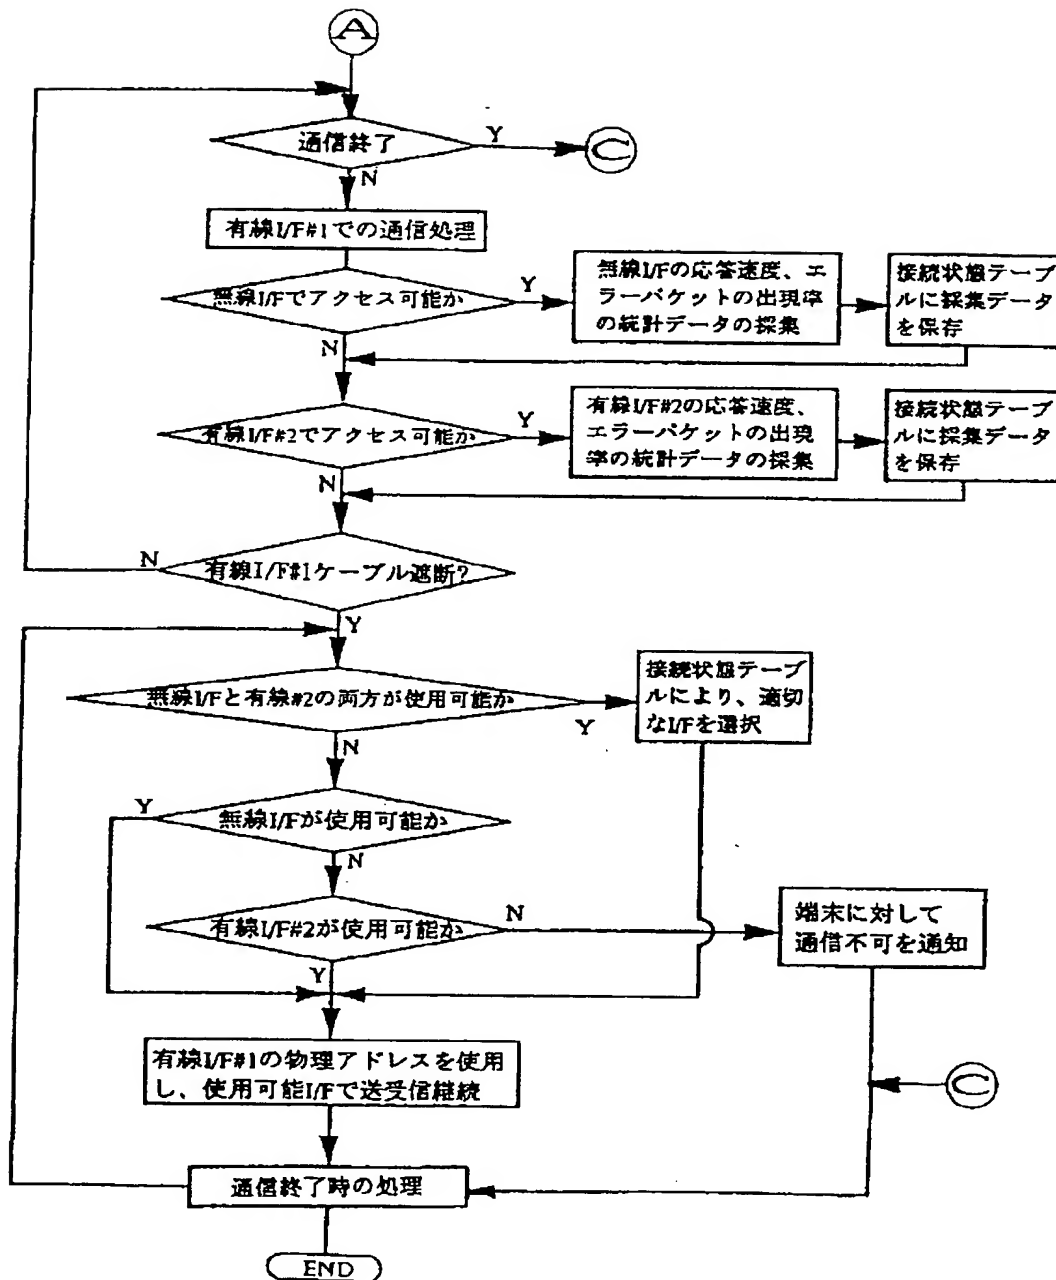 A
通信終了
Y
C
N
有線I/F#1での通信処理
無線I/Fでアクセス可能か
Y
無線I/Fの応答速度、エ
ラーパケットの出現率
の統計データの採集
接続状態テーブ
ルに採集データ
を保存
N
有線I/F#2でアクセス可能か
Y
有線I/F#2の応答速度、
エラーパケットの出現
率の統計データの採集
接続状態テーブ
ルに採集データ
を保存
N
有線I/F#1ケーブル遮断?
N
Y
無線I/Fと有線#2の両方が使用可能か
Y
接続状態テーブ
ルにより、適切
なI/Fを選択
N
無線I/Fが使用可能か
Y
N
有線I/F#2が使用可能か
N
端末に対して
通信不可を通知
Y
有線I/F#1の物理アドレスを使用
し、使用可能I/Fで送受信継続
C
通信終了時の処理
END